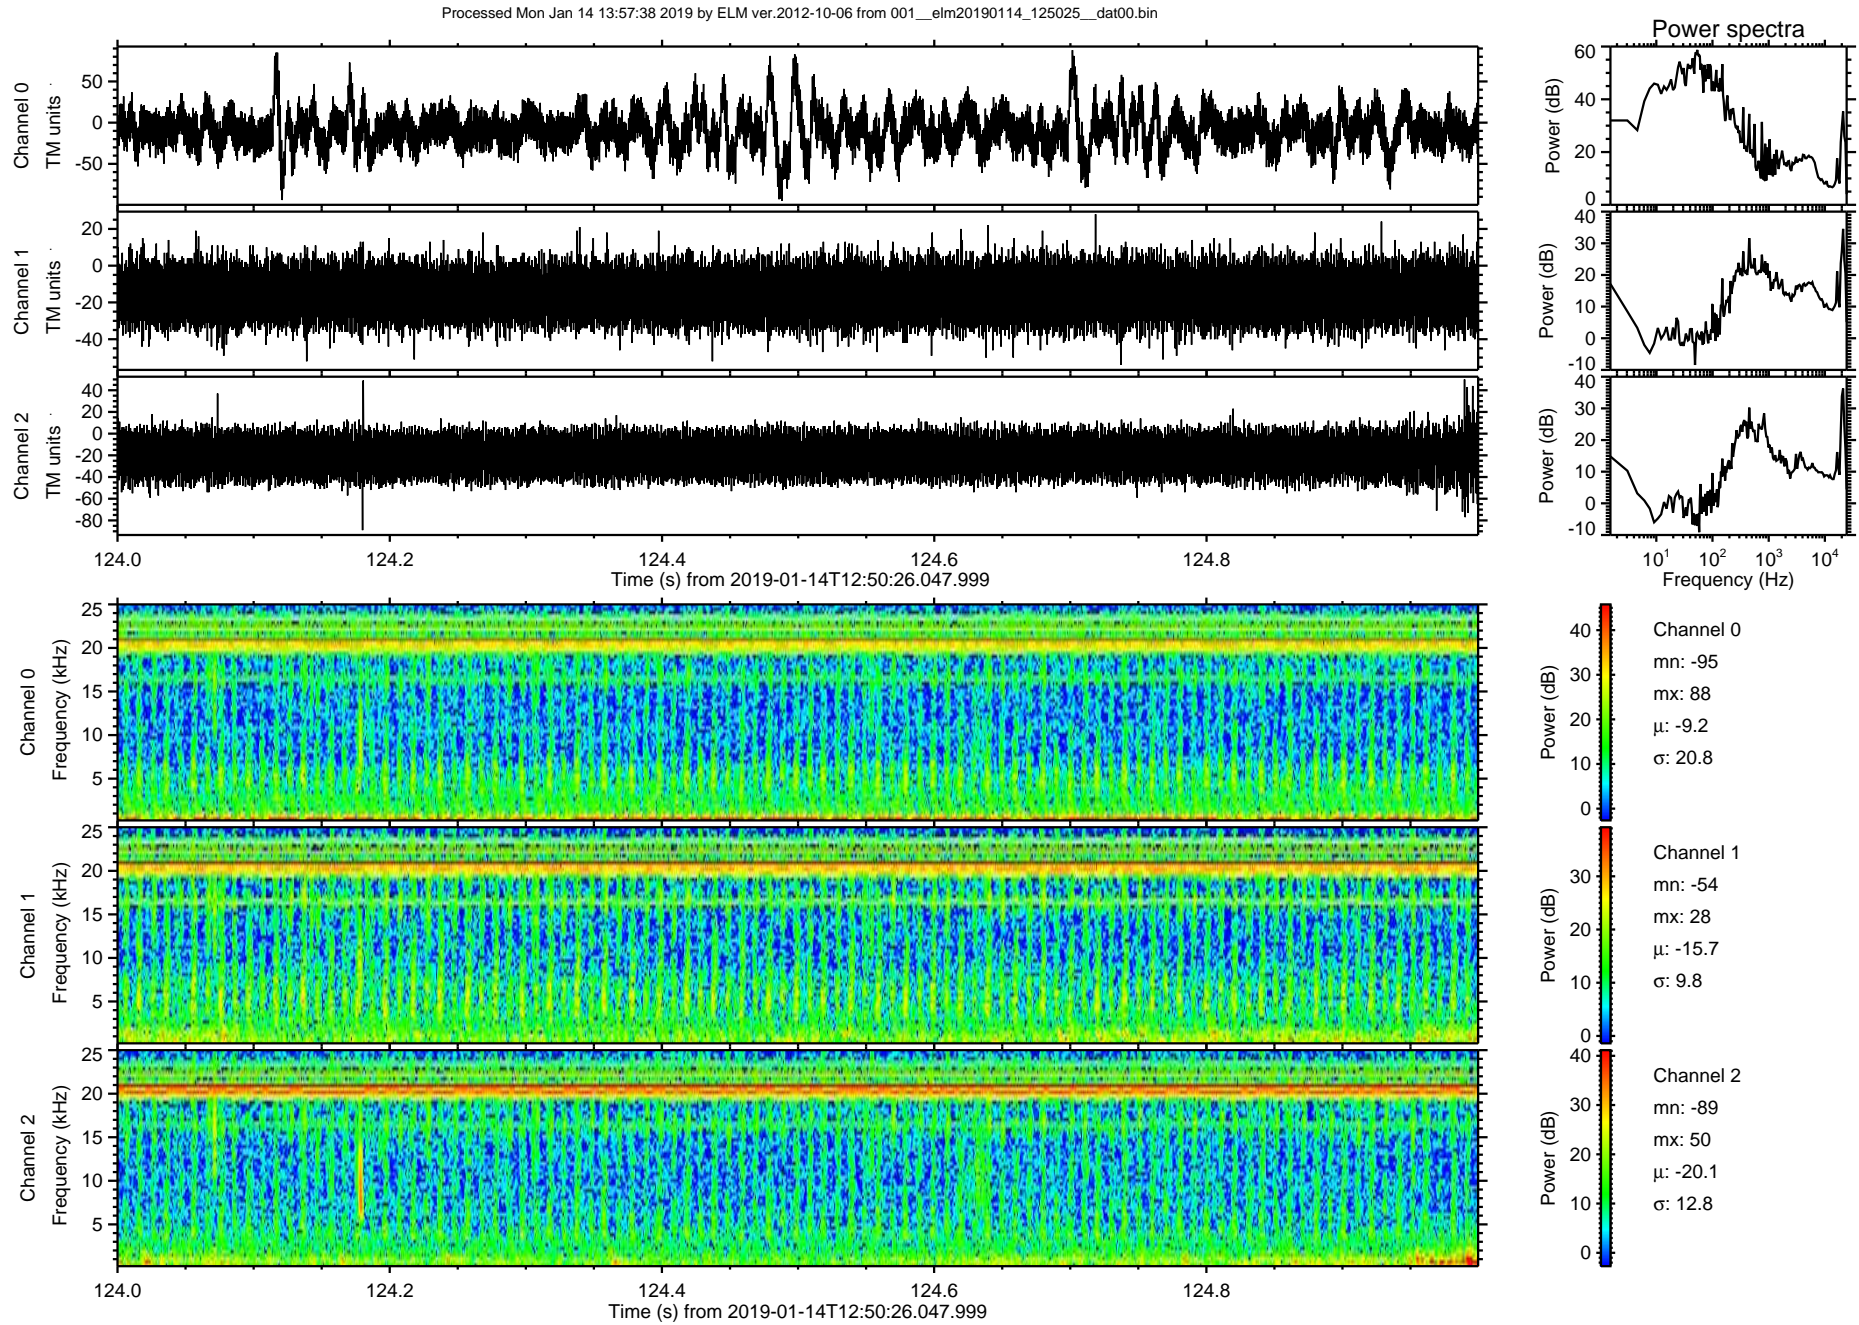 Processed Mon Jan 14 13:57:38 2019 by ELM ver.2012-10-06 from 001__elm20190114_125025__dat00.bin
Power spectra
Channel 0
TM units
50
0
-50
Power (dB)
60
40
20
0
Channel 1
TM units
20
0
-20
-40
Power (dB)
40
30
20
10
0
-10
Channel 2
TM units
40
20
0
-20
-40
-60
-80
Power (dB)
40
30
20
10
0
-10
124.0 124.2 124.4 124.6 124.8
Time (s) from 2019-01-14T12:50:26.047.999
10^1 10^2 10^3 10^4
Frequency (Hz)
Channel 0
Frequency (kHz)
25
20
15
10
5
Power (dB)
40
30
20
10
0
Channel 0
mn: -95
mx: 88
μ: -9.2
σ: 20.8
Channel 1
Frequency (kHz)
25
20
15
10
5
Power (dB)
30
20
10
0
Channel 1
mn: -54
mx: 28
μ: -15.7
σ: 9.8
Channel 2
Frequency (kHz)
25
20
15
10
5
Power (dB)
40
30
20
10
0
Channel 2
mn: -89
mx: 50
μ: -20.1
σ: 12.8
124.0 124.2 124.4 124.6 124.8
Time (s) from 2019-01-14T12:50:26.047.999